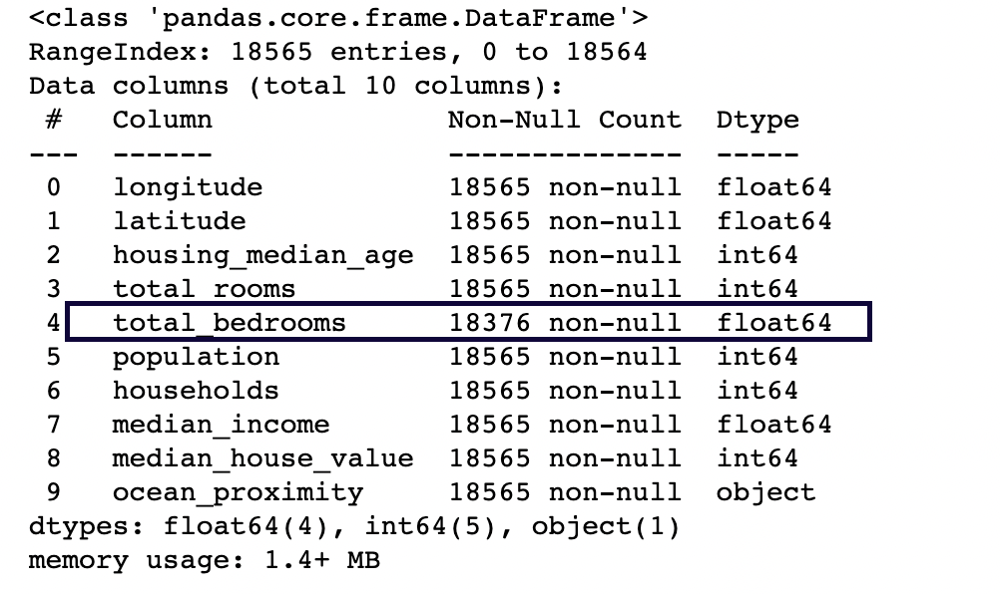 <class 'pandas.core.frame.DataFrame'>
RangeIndex: 18565 entries, 0 to 18564
Data columns (total 10 columns):
 #   Column              Non-Null Count  Dtype
---  ------              --------------  -----
 0   longitude           18565 non-null  float64
 1   latitude            18565 non-null  float64
 2   housing_median_age  18565 non-null  int64
 3   total_rooms         18565 non-null  int64
 4   total_bedrooms      18376 non-null  float64
 5   population          18565 non-null  int64
 6   households          18565 non-null  int64
 7   median_income       18565 non-null  float64
 8   median_house_value  18565 non-null  int64
 9   ocean_proximity     18565 non-null  object
dtypes: float64(4), int64(5), object(1)
memory usage: 1.4+ MB